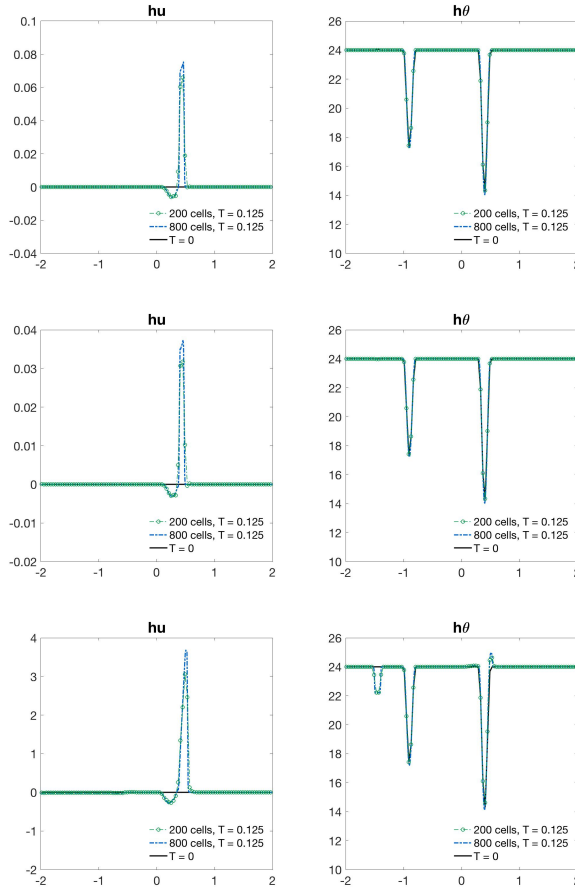 hu
0.1
0.08
0.06
0.04
0.02
0
-0.02
-0.04
-2 -1 0 1 2
200 cells, T = 0.125
800 cells, T = 0.125
T = 0
hθ
26
24
22
20
18
16
14
12
10
-2 -1 0 1 2
200 cells, T = 0.125
800 cells, T = 0.125
T = 0
hu
0.04
0.03
0.02
0.01
0
-0.01
-0.02
-2 -1 0 1 2
200 cells, T = 0.125
800 cells, T = 0.125
T = 0
hθ
26
24
22
20
18
16
14
12
10
-2 -1 0 1 2
200 cells, T = 0.125
800 cells, T = 0.125
T = 0
hu
4
3
2
1
0
-1
-2
-2 -1 0 1 2
200 cells, T = 0.125
800 cells, T = 0.125
T = 0
hθ
26
24
22
20
18
16
14
12
10
-2 -1 0 1 2
200 cells, T = 0.125
800 cells, T = 0.125
T = 0